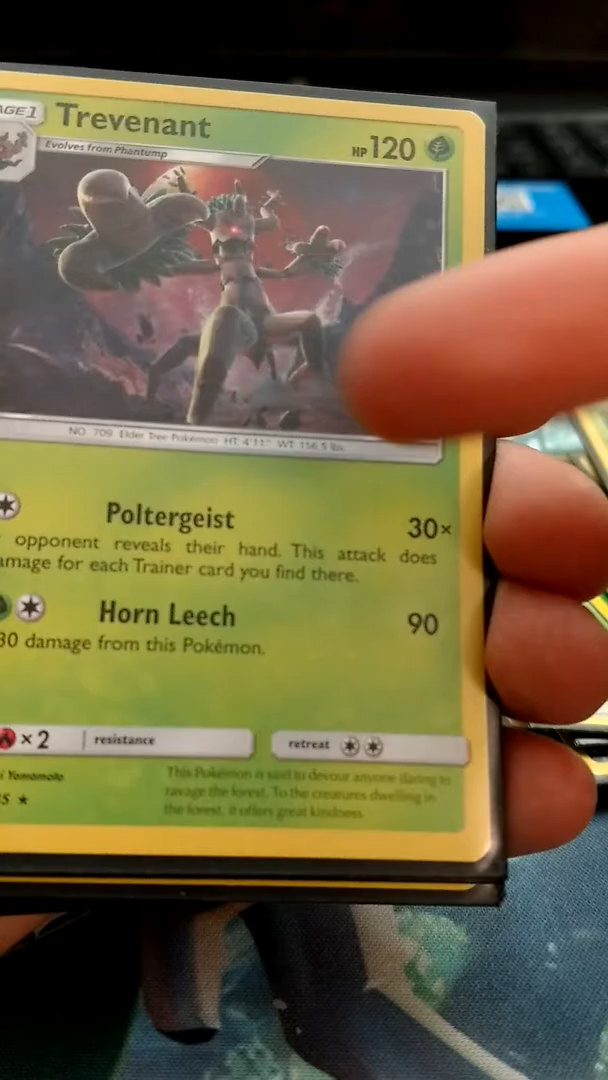 AGE1
Trevenant
Evolves from Phantump
HP 120
NO. 709 Elder Tree Pokémon HT 4'11" WT 156.5 lbs.
Poltergeist 30×
opponent reveals their hand. This attack does
amage for each Trainer card you find there.
Horn Leech 90
30 damage from this Pokémon.
×2 resistance retreat
i Yamamoto
This Pokémon is said to devour anyone daring to
ravage the forest. To the creatures dwelling in
the forest, it offers great kindness.